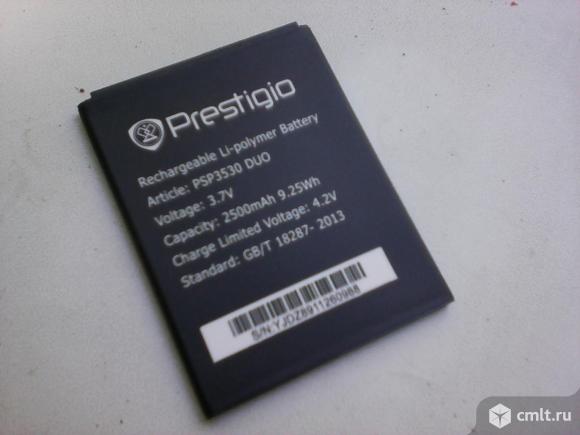 Prestigio
Rechargeable Li-polymer Battery
Article: PSP3530 DUO
Voltage: 3.7V
Capacity: 2500mAh 9.25Wh
Charge Limited Voltage: 4.2V
Standard: GB/T 18287- 2013
S/N:YJDZ8911260988
cmlt.ru